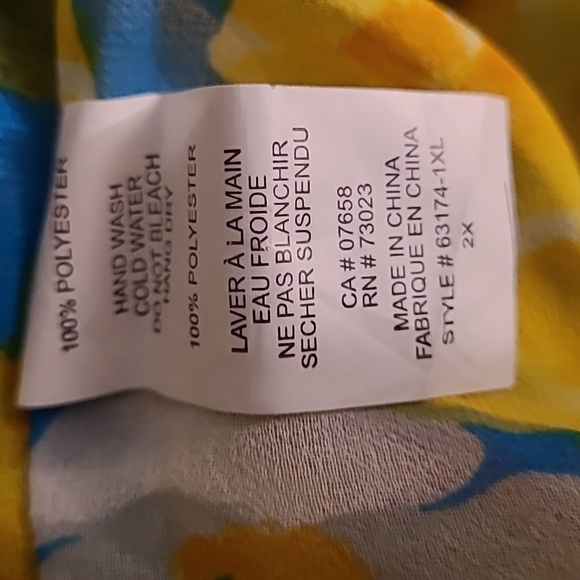 100% POLYESTER
HAND WASH
COLD WATER
DO NOT BLEACH
HANG DRY
100% POLYESTER
LAVER À LA MAIN
EAU FROIDE
NE PAS BLANCHIR
SECHER SUSPENDU
CA # 07658
RN # 73023
MADE IN CHINA
FABRIQUE EN CHINA
STYLE # 63174-1XL
2X